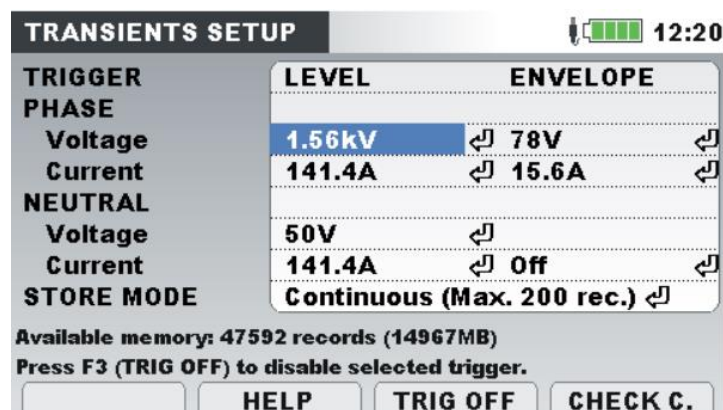 TRANSIENTS SETUP 12:20
TRIGGER LEVEL ENVELOPE
PHASE
Voltage 1.56kV 78V
Current 141.4A 15.6A
NEUTRAL
Voltage 50V
Current 141.4A Off
STORE MODE Continuous (Max. 200 rec.)
Available memory: 47592 records (14967MB)
Press F3 (TRIG OFF) to disable selected trigger.
HELP TRIG OFF CHECK C.